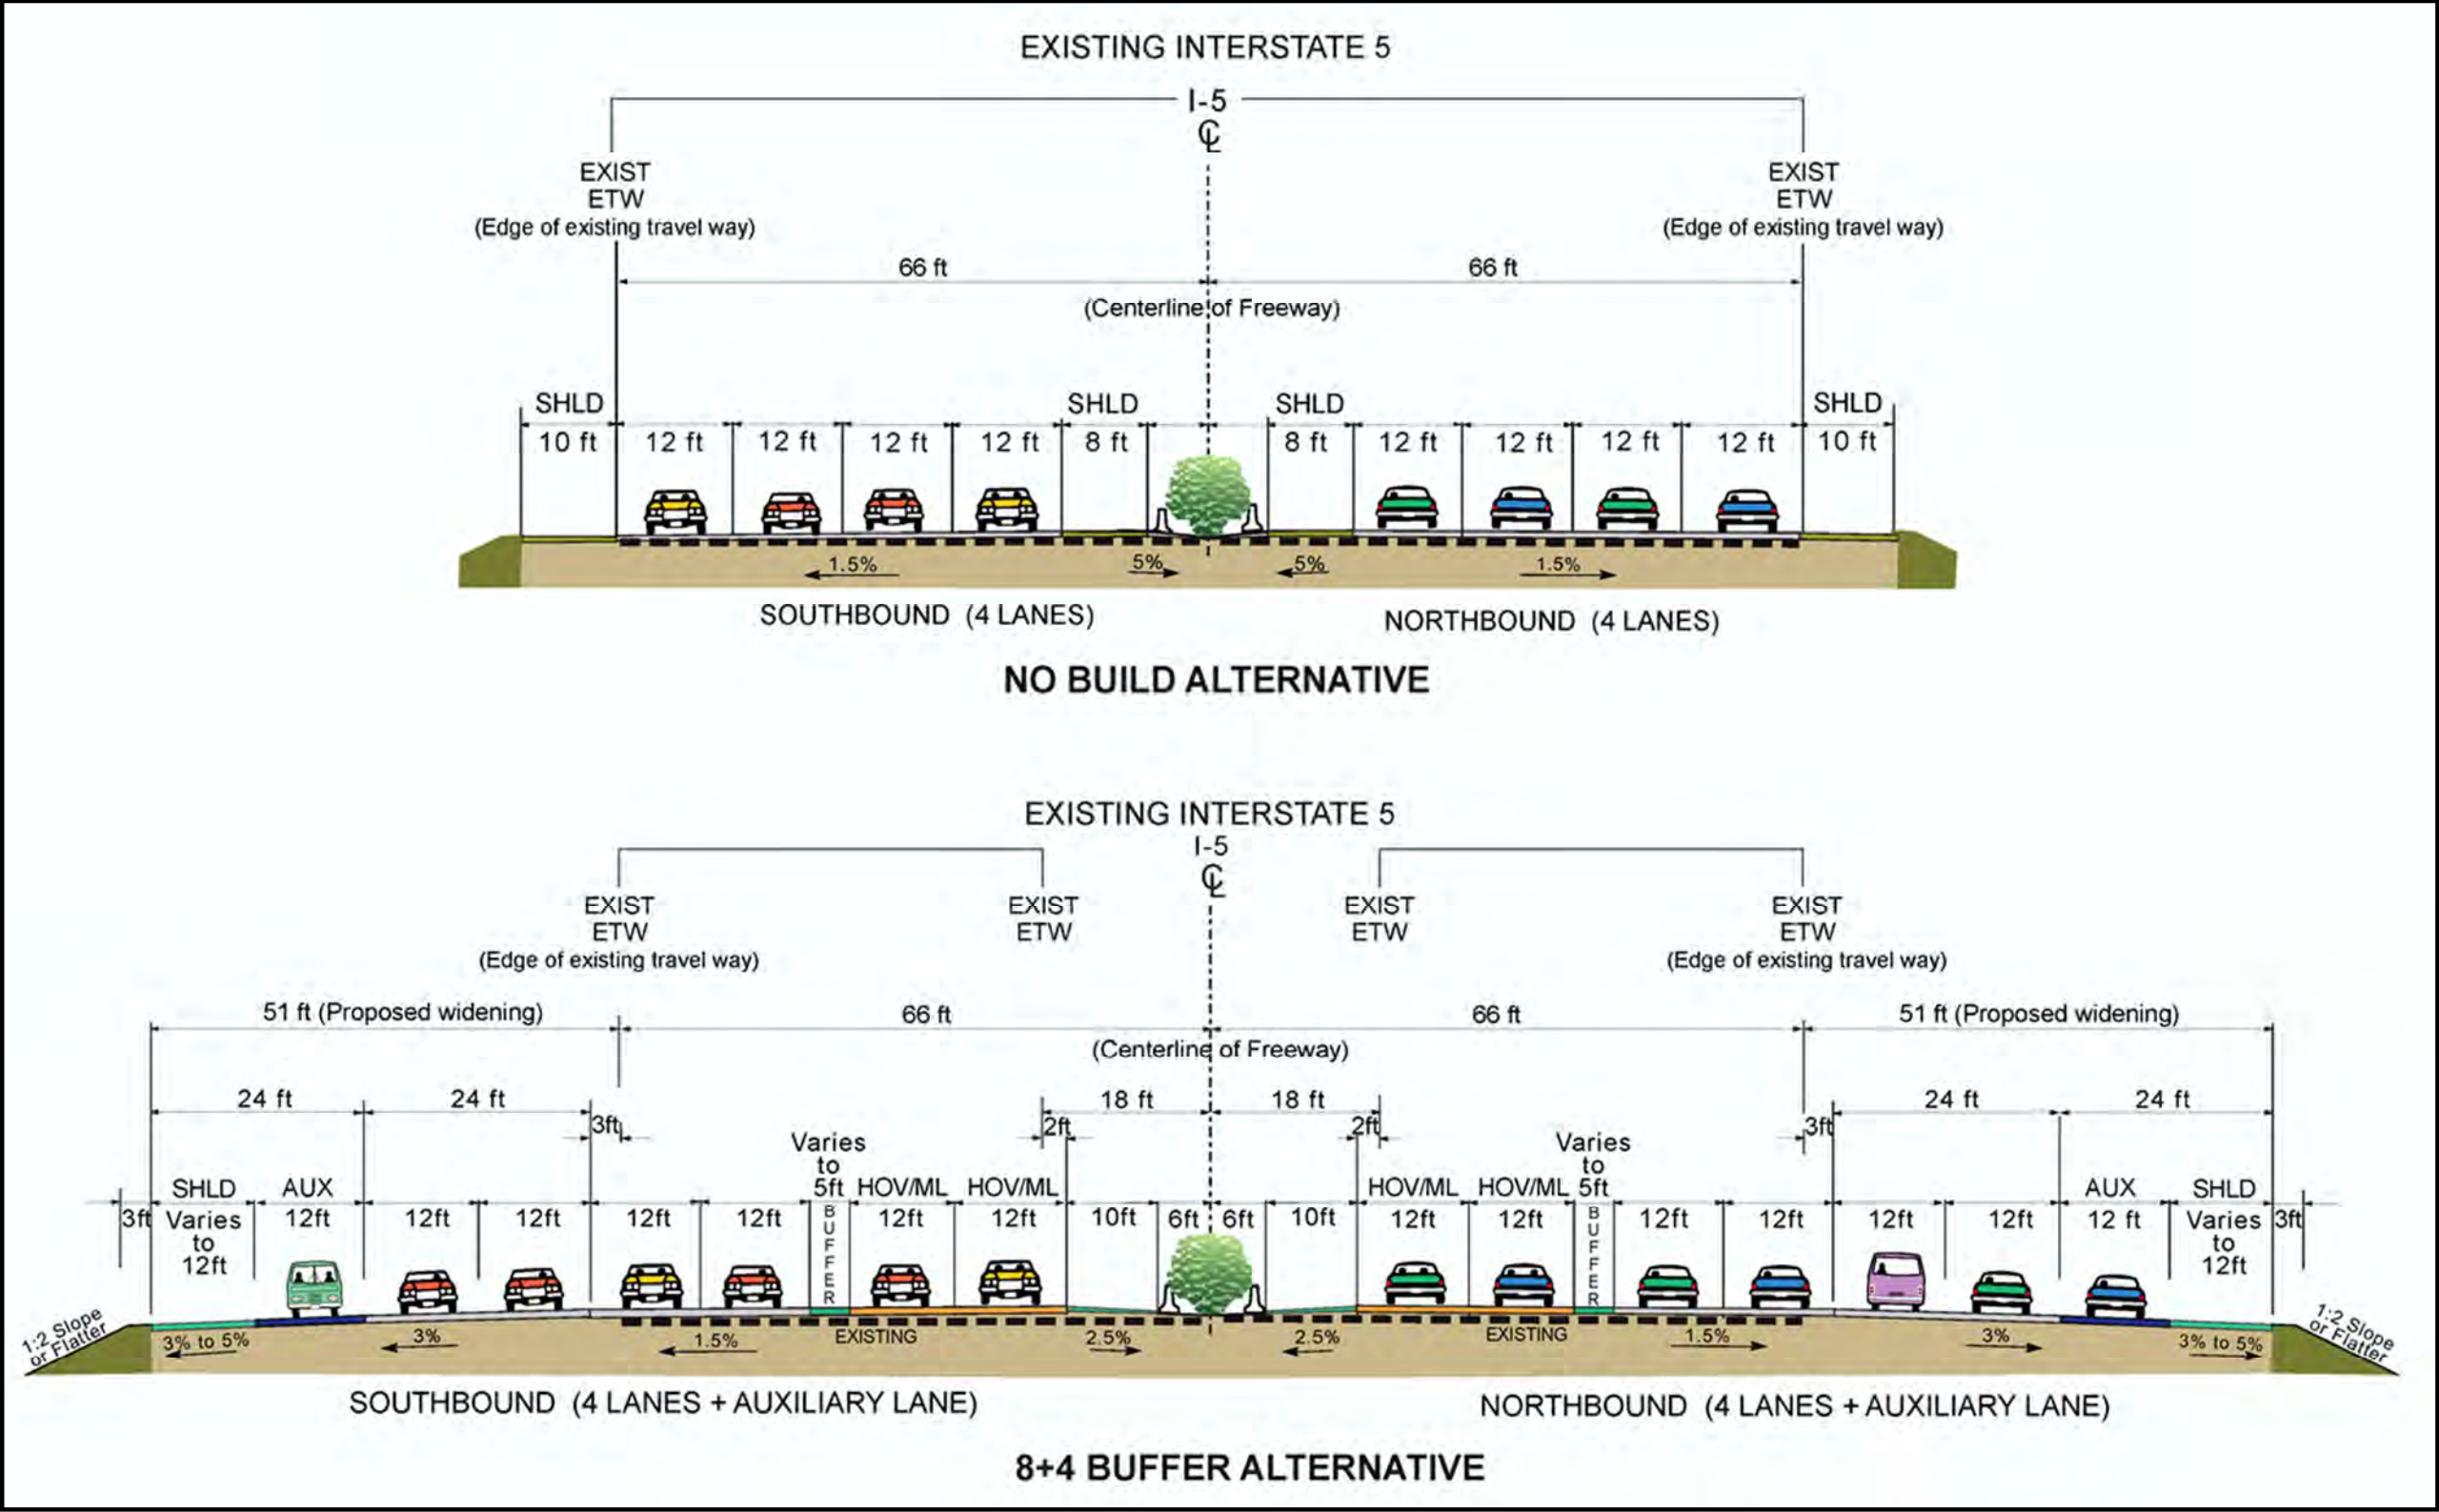 EXISTING INTERSTATE 5
I-5
℄
EXIST
ETW
(Edge of existing travel way)
EXIST
ETW
(Edge of existing travel way)
66 ft
66 ft
(Centerline of Freeway)
SHLD
SHLD
SHLD
SHLD
10 ft
12 ft
12 ft
12 ft
12 ft
8 ft
8 ft
12 ft
12 ft
12 ft
12 ft
10 ft
1.5%
5%
5%
1.5%
SOUTHBOUND (4 LANES)
NORTHBOUND (4 LANES)
NO BUILD ALTERNATIVE
EXISTING INTERSTATE 5
I-5
℄
EXIST
ETW
(Edge of existing travel way)
EXIST
ETW
EXIST
ETW
EXIST
ETW
(Edge of existing travel way)
51 ft (Proposed widening)
66 ft
66 ft
51 ft (Proposed widening)
(Centerline of Freeway)
24 ft
24 ft
18 ft
18 ft
24 ft
24 ft
3ft
2ft
2ft
3ft
Varies
to
5ft
Varies
to
5ft
SHLD
AUX
HOV/ML
HOV/ML
HOV/ML
HOV/ML
AUX
SHLD
3ft
Varies
to
12ft
12ft
12ft
12ft
12ft
12ft
BUFFER
12ft
12ft
10ft
6ft
6ft
10ft
12ft
12ft
BUFFER
12ft
12ft
12ft
12ft
12 ft
Varies
to
12ft
3ft
1:2 Slope
or Flatter
3% to 5%
3%
1.5%
EXISTING
2.5%
2.5%
EXISTING
1.5%
3%
3% to 5%
1:2 Slope
or Flatter
SOUTHBOUND (4 LANES + AUXILIARY LANE)
NORTHBOUND (4 LANES + AUXILIARY LANE)
8+4 BUFFER ALTERNATIVE